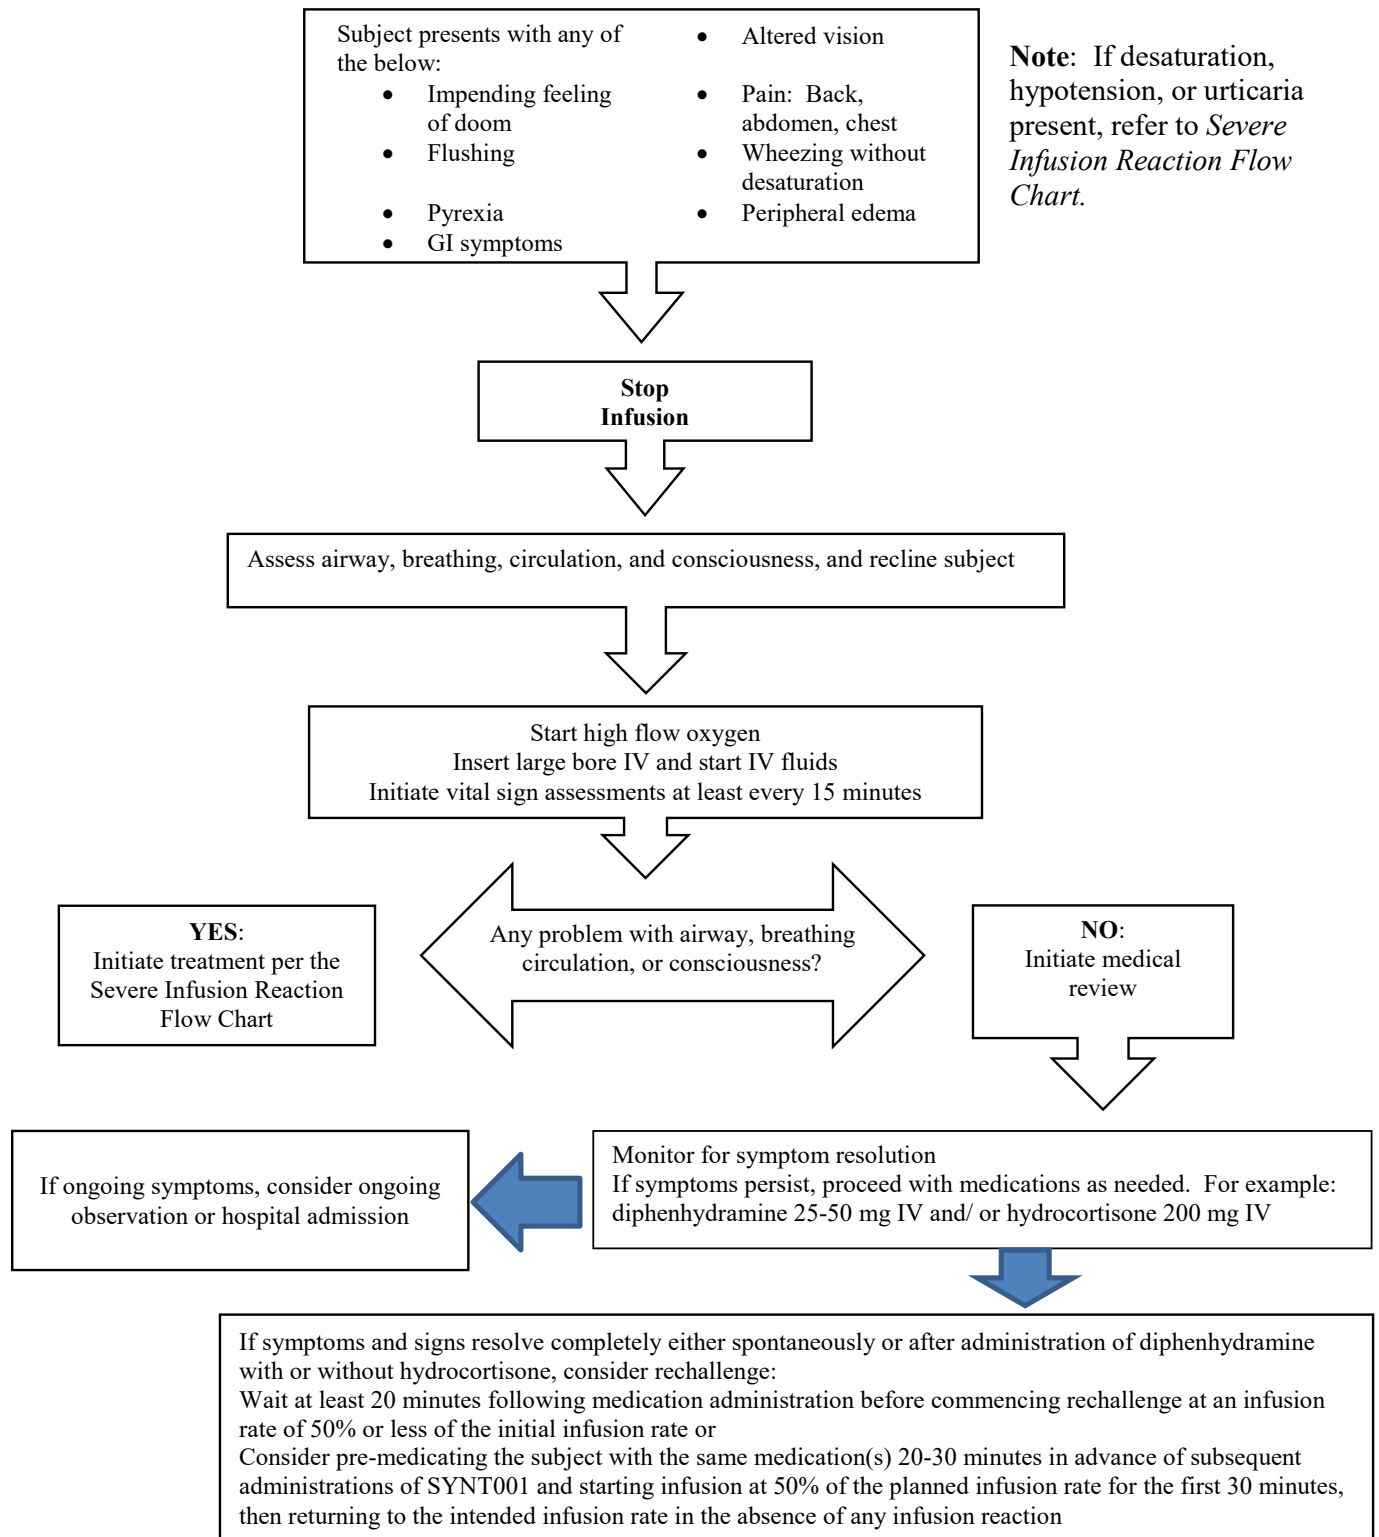 Subject presents with any of
the below:
• Impending feeling
of doom
• Flushing
• Pyrexia
• GI symptoms
• Altered vision
• Pain:  Back,
abdomen, chest
• Wheezing without
desaturation
• Peripheral edema
Note:  If desaturation,
hypotension, or urticaria
present, refer to Severe
Infusion Reaction Flow
Chart.
Stop
Infusion
Assess airway, breathing, circulation, and consciousness, and recline subject
Start high flow oxygen
Insert large bore IV and start IV fluids
Initiate vital sign assessments at least every 15 minutes
Any problem with airway, breathing
circulation, or consciousness?
YES:
Initiate treatment per the
Severe Infusion Reaction
Flow Chart
NO:
Initiate medical
review
Monitor for symptom resolution
If symptoms persist, proceed with medications as needed.  For example:
diphenhydramine 25-50 mg IV and/ or hydrocortisone 200 mg IV
If ongoing symptoms, consider ongoing
observation or hospital admission
If symptoms and signs resolve completely either spontaneously or after administration of diphenhydramine
with or without hydrocortisone, consider rechallenge:
Wait at least 20 minutes following medication administration before commencing rechallenge at an infusion
rate of 50% or less of the initial infusion rate or
Consider pre-medicating the subject with the same medication(s) 20-30 minutes in advance of subsequent
administrations of SYNT001 and starting infusion at 50% of the planned infusion rate for the first 30 minutes,
then returning to the intended infusion rate in the absence of any infusion reaction